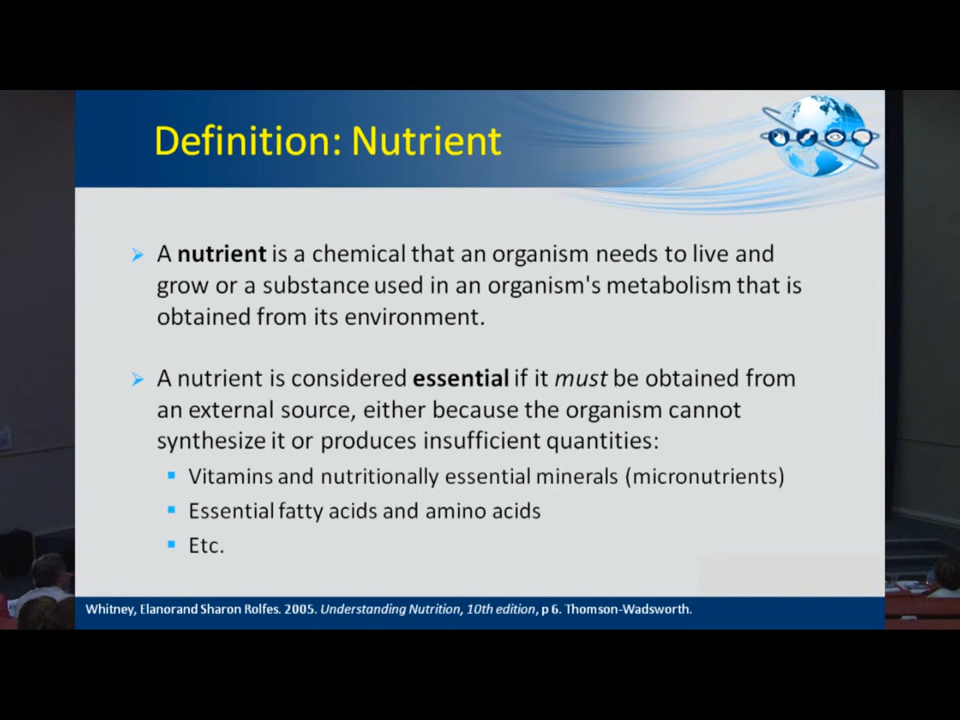 Definition: Nutrient
A nutrient is a chemical that an organism needs to live and
grow or a substance used in an organism's metabolism that is
obtained from its environment.
A nutrient is considered essential if it must be obtained from
an external source, either because the organism cannot
synthesize it or produces insufficient quantities:
Vitamins and nutritionally essential minerals (micronutrients)
Essential fatty acids and amino acids
Etc.
Whitney, Elanorand Sharon Rolfes. 2005. Understanding Nutrition, 10th edition, p 6. Thomson-Wadsworth.